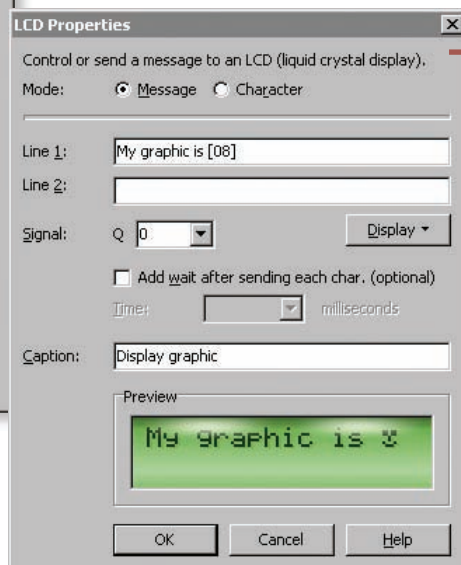 LCD Properties
Control or send a message to an LCD (liquid crystal display).
Mode: Message Character
Line 1: My graphic is [08]
Line 2:
Signal: Q 0 Display
Add wait after sending each char. (optional)
Time: milliseconds
Caption: Display graphic
Preview
My graphic is
OK Cancel Help